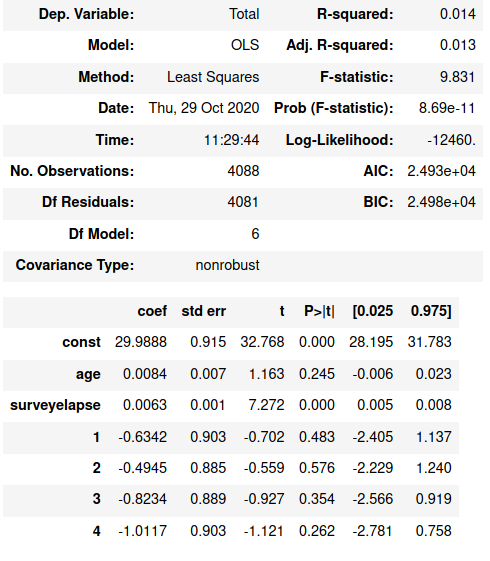 Dep. Variable: Total R-squared: 0.014
Model: OLS Adj. R-squared: 0.013
Method: Least Squares F-statistic: 9.831
Date: Thu, 29 Oct 2020 Prob (F-statistic): 8.69e-11
Time: 11:29:44 Log-Likelihood: -12460.
No. Observations: 4088 AIC: 2.493e+04
Df Residuals: 4081 BIC: 2.498e+04
Df Model: 6
Covariance Type: nonrobust
coef std err t P>|t| [0.025 0.975]
const 29.9888 0.915 32.768 0.000 28.195 31.783
age 0.0084 0.007 1.163 0.245 -0.006 0.023
surveyelapse 0.0063 0.001 7.272 0.000 0.005 0.008
1 -0.6342 0.903 -0.702 0.483 -2.405 1.137
2 -0.4945 0.885 -0.559 0.576 -2.229 1.240
3 -0.8234 0.889 -0.927 0.354 -2.566 0.919
4 -1.0117 0.903 -1.121 0.262 -2.781 0.758